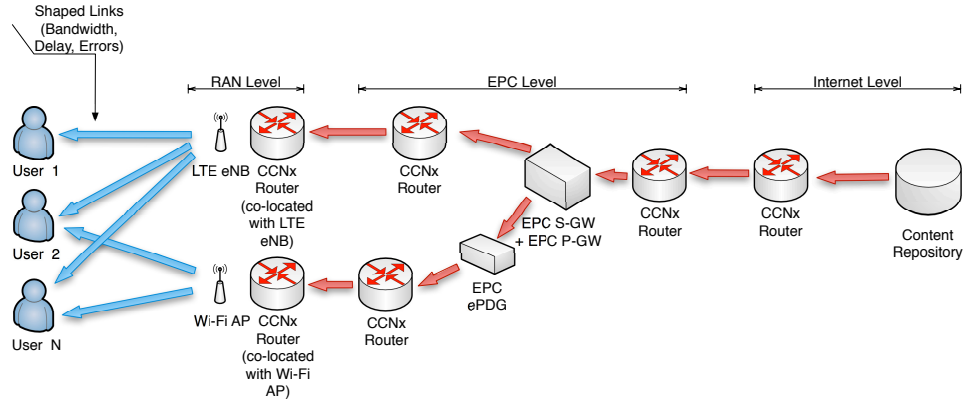 Shaped Links
(Bandwidth,
Delay, Errors)
RAN Level
EPC Level
Internet Level
User 1
LTE eNB
CCNx
Router
(co-located
with LTE
eNB)
CCNx
Router
EPC S-GW
+ EPC P-GW
CCNx
Router
CCNx
Router
Content
Repository
User 2
EPC
ePDG
User N
Wi-Fi AP
CCNx
Router
(co-located
with Wi-Fi
AP)
CCNx
Router